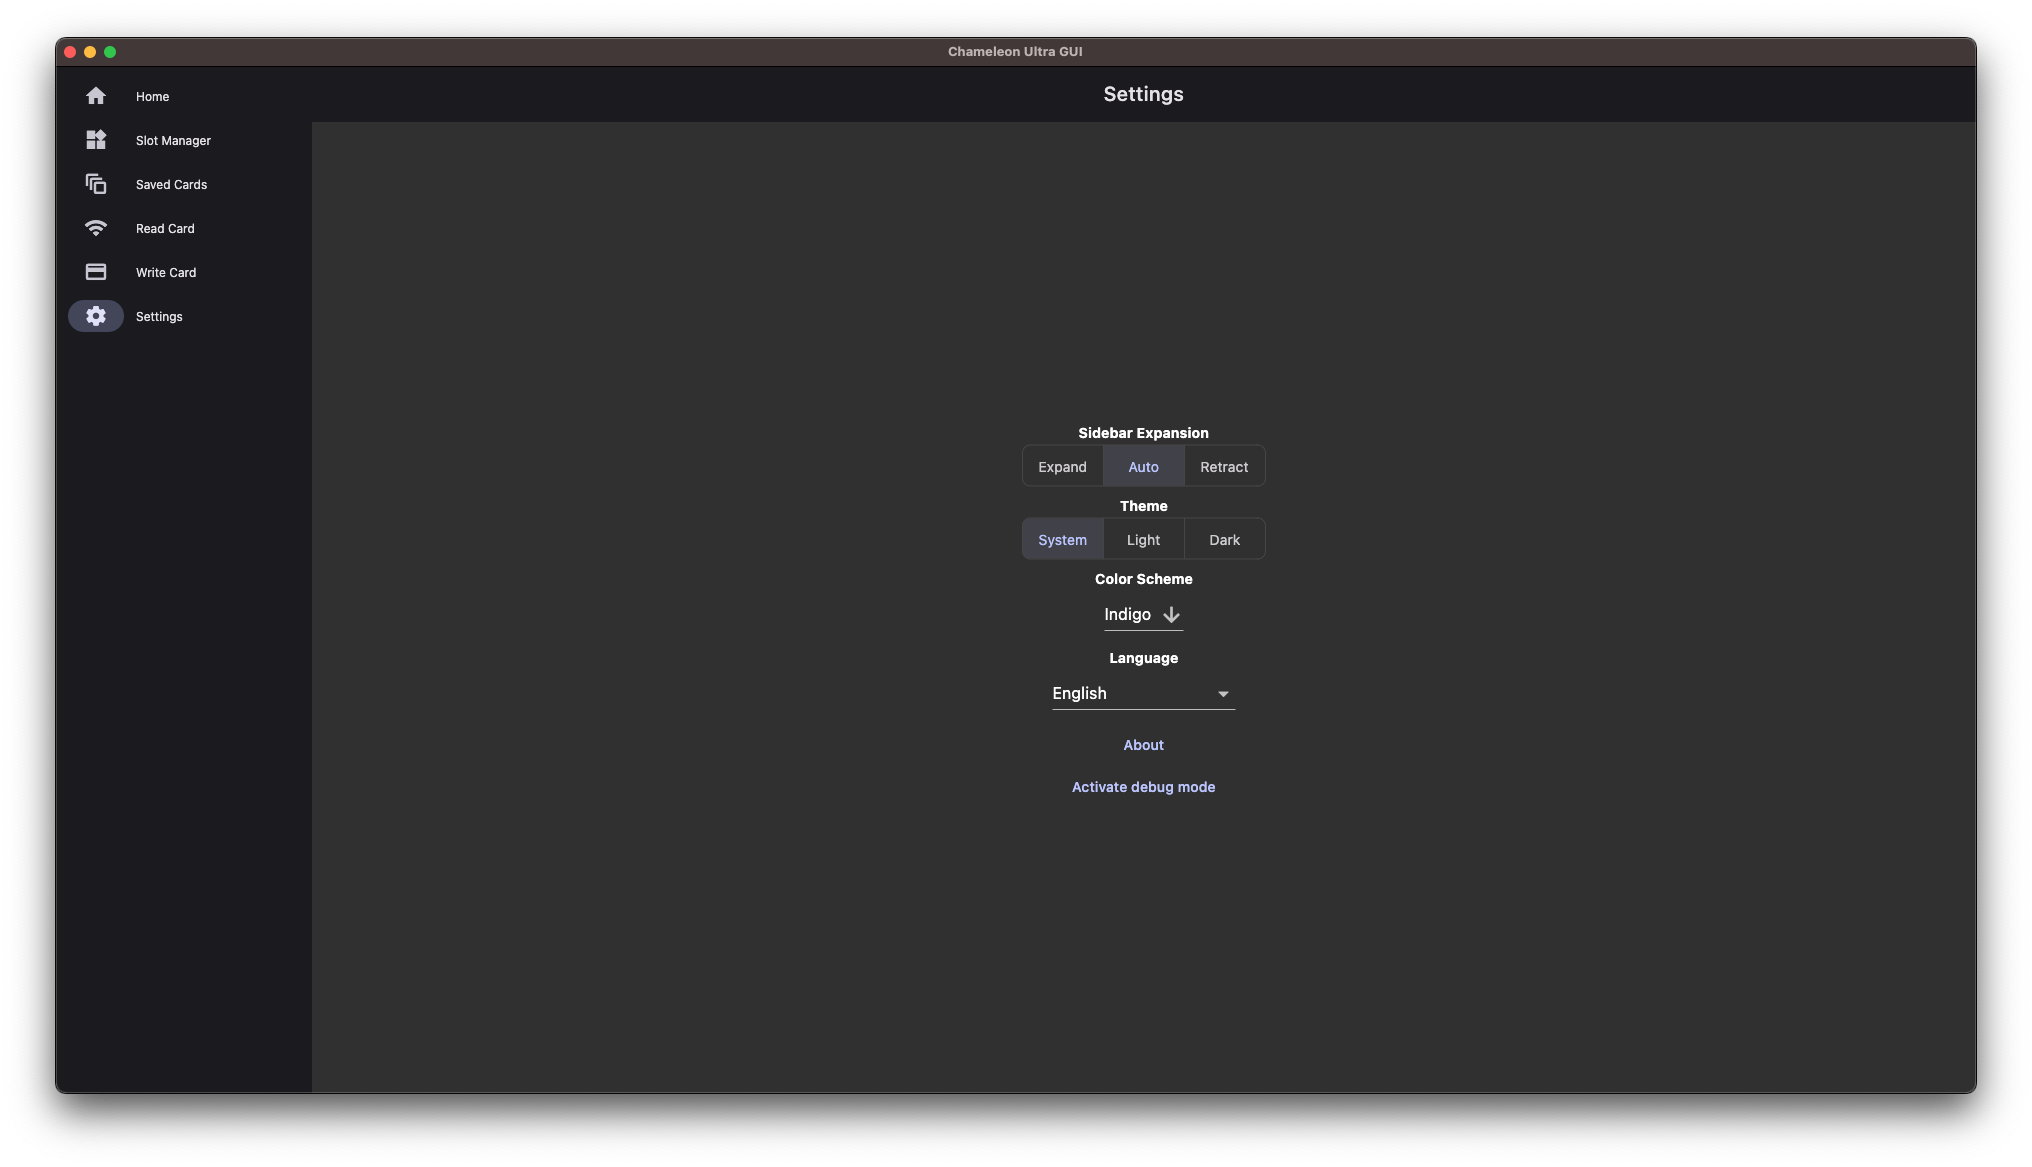 Chameleon Ultra GUI
Home
Slot Manager
Saved Cards
Read Card
Write Card
Settings
Settings
Sidebar Expansion
Expand Auto Retract
Theme
System Light Dark
Color Scheme
Indigo
Language
English
About
Activate debug mode